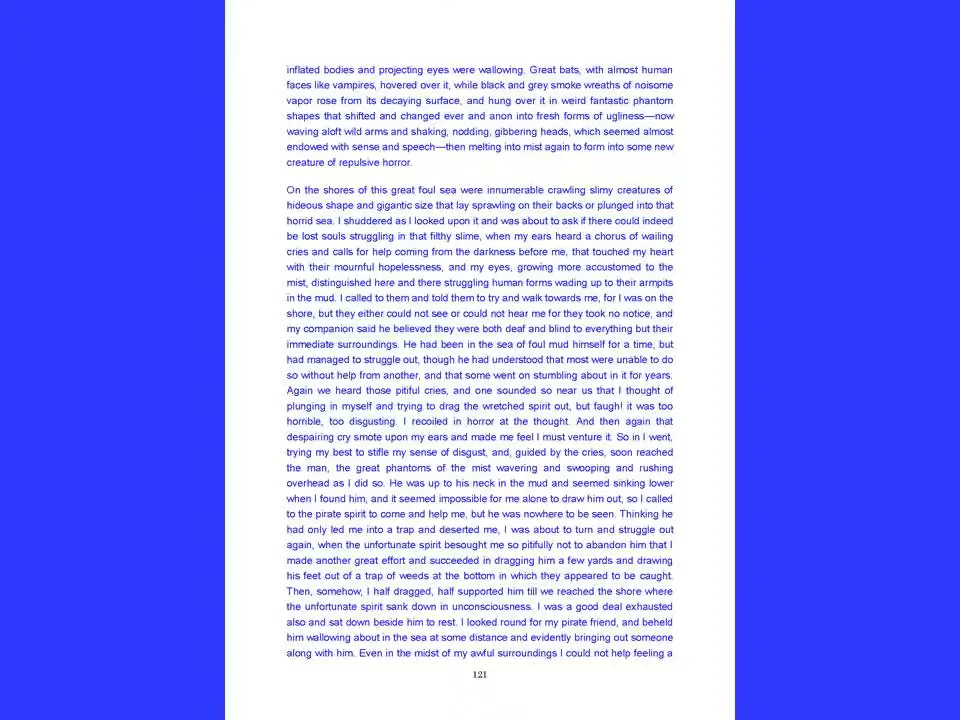 inflated bodies and projecting eyes were wallowing. Great bats, with almost human
faces like vampires, hovered over it, while black and grey smoke wreaths of noisome
vapor rose from its decaying surface, and hung over it in weird fantastic phantom
shapes that shifted and changed ever and anon into fresh forms of ugliness—now
waving aloft wild arms and shaking, nodding, gibbering heads, which seemed almost
endowed with sense and speech—then melting into mist again to form into some new
creature of repulsive horror.
On the shores of this great foul sea were innumerable crawling slimy creatures of
hideous shape and gigantic size that lay sprawling on their backs or plunged into that
horrid sea. I shuddered as I looked upon it and was about to ask if there could indeed
be lost souls struggling in that filthy slime, when my ears heard a chorus of wailing
cries and calls for help coming from the darkness before me, that touched my heart
with their mournful hopelessness, and my eyes, growing more accustomed to the
mist, distinguished here and there struggling human forms wading up to their armpits
in the mud. I called to them and told them to try and walk towards me, for I was on the
shore, but they either could not see or could not hear me for they took no notice, and
my companion said he believed they were both deaf and blind to everything but their
immediate surroundings. He had been in the sea of foul mud himself for a time, but
had managed to struggle out, though he had understood that most were unable to do
so without help from another, and that some went on stumbling about in it for years.
Again we heard those pitiful cries, and one sounded so near us that I thought of
plunging in myself and trying to drag the wretched spirit out, but faugh! it was too
horrible, too disgusting. I recoiled in horror at the thought. And then again that
despairing cry smote upon my ears and made me feel I must venture it. So in I went,
trying my best to stifle my sense of disgust, and, guided by the cries, soon reached
the man, the great phantoms of the mist wavering and swooping and rushing
overhead as I did so. He was up to his neck in the mud and seemed sinking lower
when I found him, and it seemed impossible for me alone to draw him out, so I called
to the pirate spirit to come and help me, but he was nowhere to be seen. Thinking he
had only led me into a trap and deserted me, I was about to turn and struggle out
again, when the unfortunate spirit besought me so pitifully not to abandon him that I
made another great effort and succeeded in dragging him a few yards and drawing
his feet out of a trap of weeds at the bottom in which they appeared to be caught.
Then, somehow, I half dragged, half supported him till we reached the shore where
the unfortunate spirit sank down in unconsciousness. I was a good deal exhausted
also and sat down beside him to rest. I looked round for my pirate friend, and beheld
him wallowing about in the sea at some distance and evidently bringing out someone
along with him. Even in the midst of my awful surroundings I could not help feeling a
121